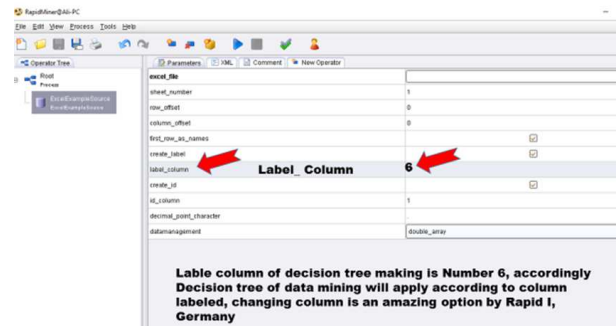 RapidMiner@Ali-PC
File Edit View Process Tools Help
Operator Tree
Parameters XML Comment New Operator
Root
Process
ExcelExampleSource
ExcelExampleSource
excel_file
sheet_number 1
row_offset 0
column_offset 0
first_row_as_names
create_label
label_column Label_ Column 6
create_id
id_column 1
decimal_point_character .
datamanagement double_array
Lable column of decision tree making is Number 6, accordingly
Decision tree of data mining will apply according to column
labeled, changing column is an amazing option by Rapid I,
Germany